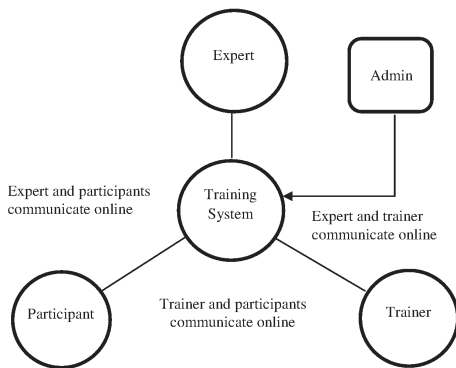 Expert
Admin
Expert and participants
communicate online
Training
System
Expert and trainer
communicate online
Participant
Trainer and participants
communicate online
Trainer